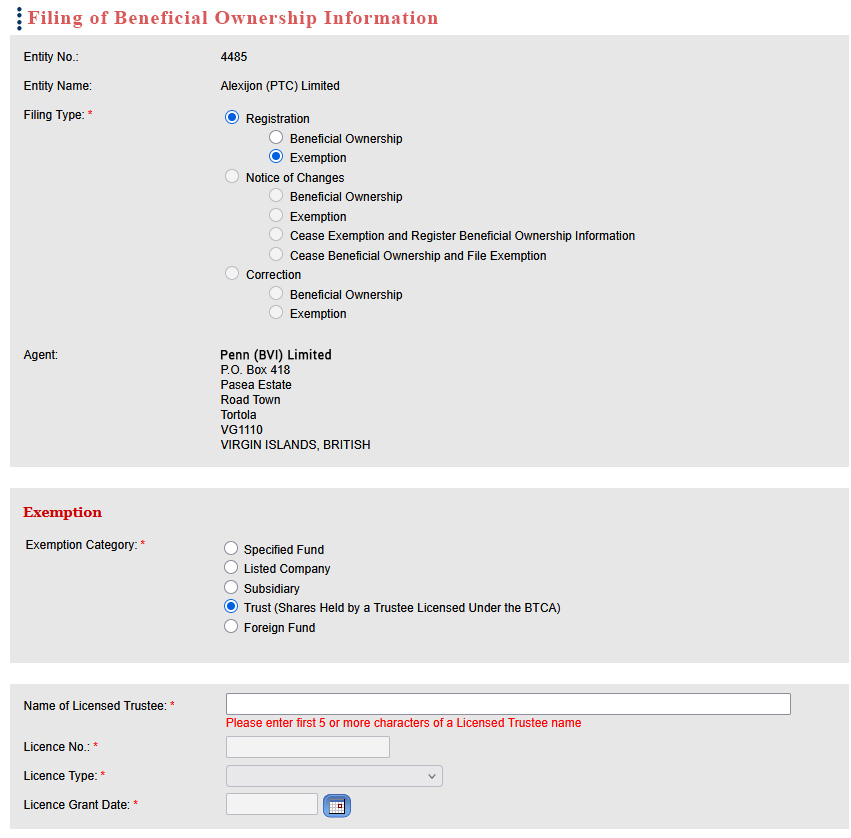 Filing of Beneficial Ownership Information
Entity No.: 4485
Entity Name: Alexijon (PTC) Limited
Filing Type: * Registration
Beneficial Ownership
Exemption
Notice of Changes
Beneficial Ownership
Exemption
Cease Exemption and Register Beneficial Ownership Information
Cease Beneficial Ownership and File Exemption
Correction
Beneficial Ownership
Exemption
Agent: Penn (BVI) Limited
P.O. Box 418
Pasea Estate
Road Town
Tortola
VG1110
VIRGIN ISLANDS, BRITISH
Exemption
Exemption Category: * Specified Fund
Listed Company
Subsidiary
Trust (Shares Held by a Trustee Licensed Under the BTCA)
Foreign Fund
Name of Licensed Trustee: *
Please enter first 5 or more characters of a Licensed Trustee name
Licence No.: *
Licence Type: *
Licence Grant Date: *